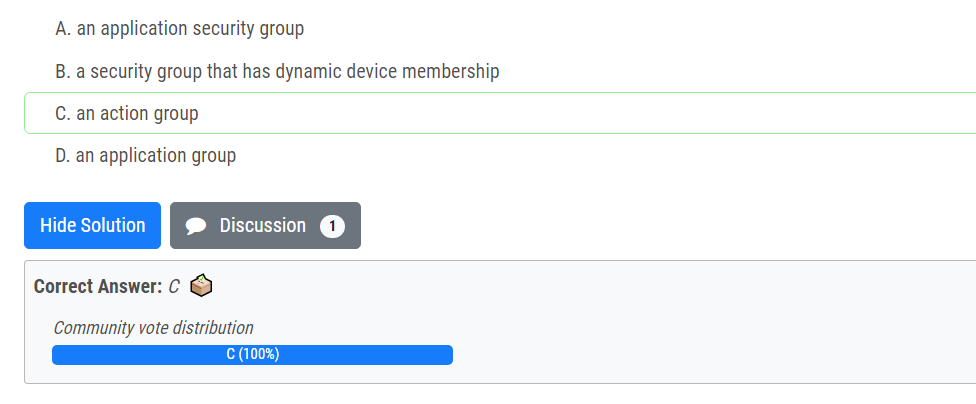 A. an application security group
B. a security group that has dynamic device membership
C. an action group
D. an application group
Hide Solution Discussion 1
Correct Answer: C
Community vote distribution
C (100%)